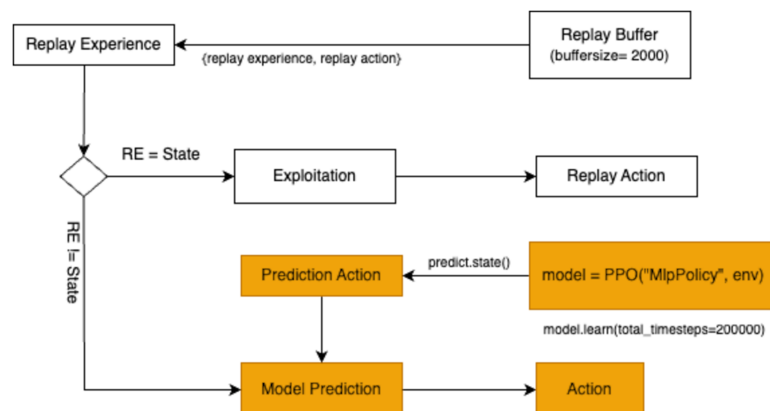 Replay Experience
Replay Buffer
(buffersize= 2000)
{replay experience, replay action}
RE = State
Exploitation
Replay Action
RE != State
Prediction Action
predict.state()
model = PPO("MlpPolicy", env)
model.learn(total_timesteps=200000)
Model Prediction
Action